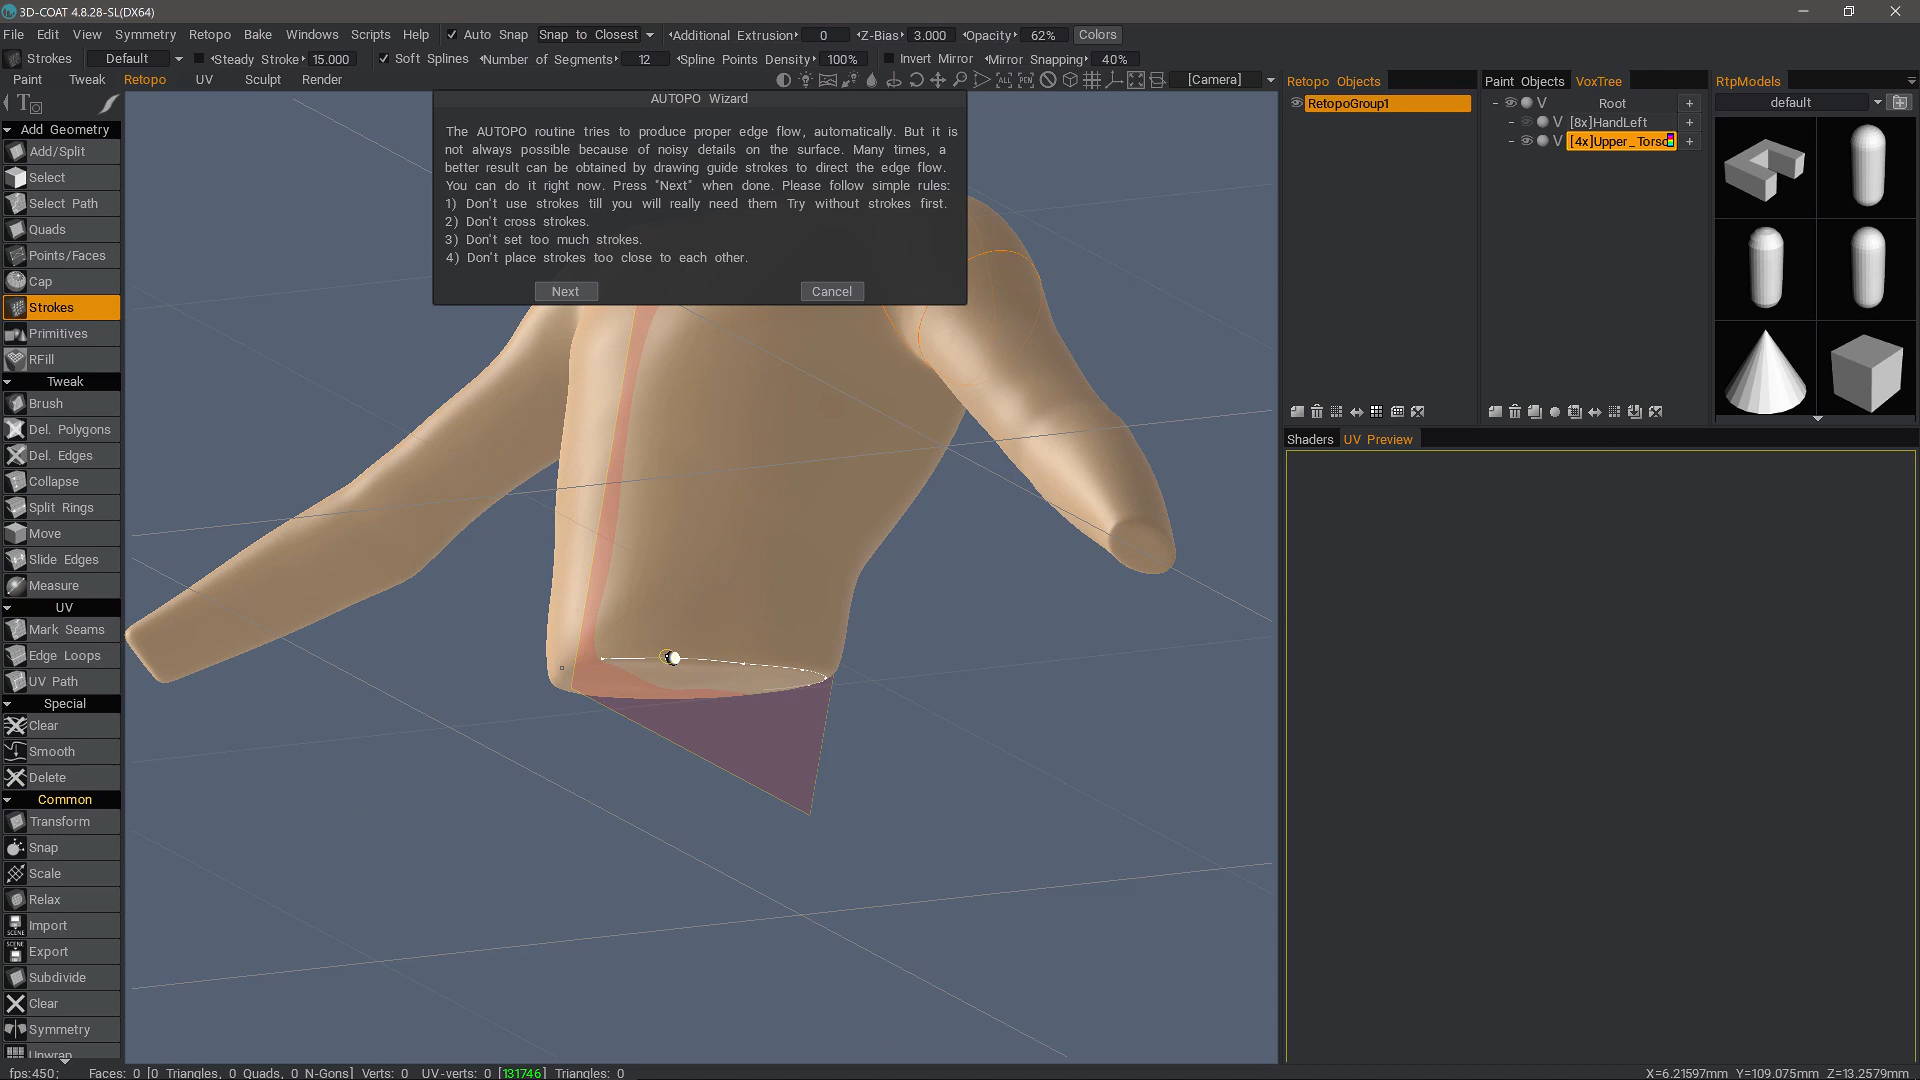 3D-COAT 4.8.28-SL(DX64)
File Edit View Symmetry Retopo Bake Windows Scripts Help Auto Snap Snap to Closest Additional Extrusion 0 Z-Bias 3.000 Opacity 62% Colors
Strokes Default Steady Stroke 15.000 Soft Splines Number of Segments 12 Spline Points Density 100% Invert Mirror Mirror Snapping 40%
Paint Tweak Retopo UV Sculpt Render ALL PEN [Camera]
Retopo Objects
RetopoGroup1
Paint Objects VoxTree
V Root +
V [8x]HandLeft +
V [4x]Upper_Torso +
RtpModels
default
Shaders UV Preview
AUTOPO Wizard
The AUTOPO routine tries to produce proper edge flow, automatically. But it is
not always possible because of noisy details on the surface. Many times, a
better result can be obtained by drawing guide strokes to direct the edge flow.
You can do it right now. Press "Next" when done. Please follow simple rules:
1) Don't use strokes till you will really need them Try without strokes first.
2) Don't cross strokes.
3) Don't set too much strokes.
4) Don't place strokes too close to each other.
Next Cancel
Add Geometry
Add/Split
Select
Select Path
Quads
Points/Faces
Cap
Strokes
Primitives
RFill
Tweak
Brush
Del. Polygons
Del. Edges
Collapse
Split Rings
Move
Slide Edges
Measure
UV
Mark Seams
Edge Loops
UV Path
Special
Clear
Smooth
Delete
Common
Transform
Snap
Scale
Relax
SCENE Import
SCENE Export
Subdivide
Clear
Symmetry
Unwrap
fps:450; Faces: 0 [0 Triangles, 0 Quads, 0 N-Gons] Verts: 0 UV-verts: 0 [131746] Triangles: 0
X=6.21597mm Y=109.075mm Z=13.2579mm